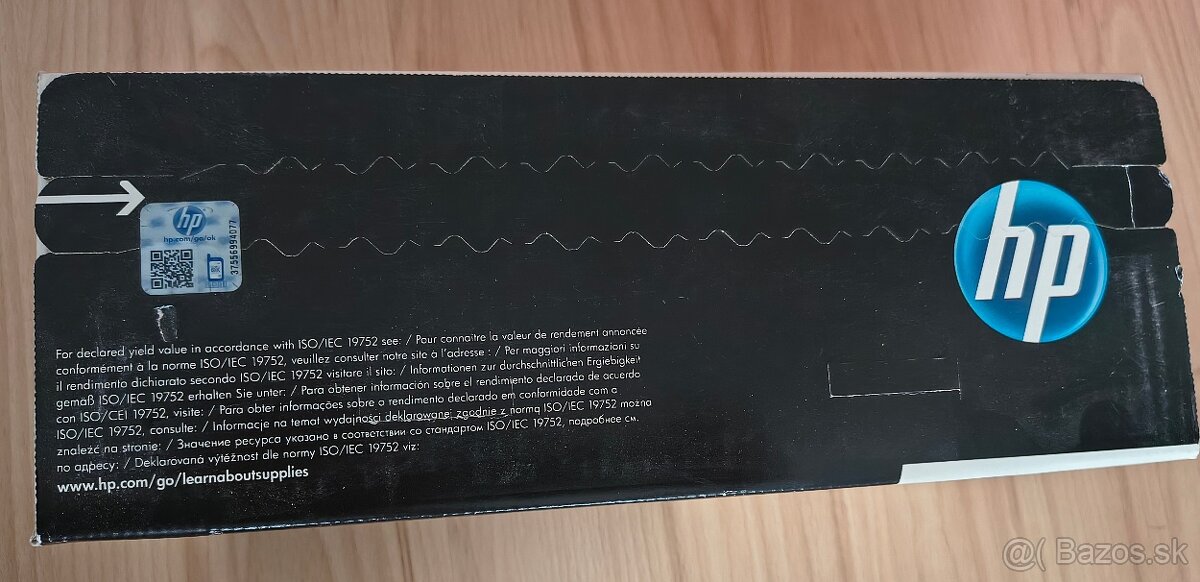 hp
hp.com/go/ok
37556994077
hp
For declared yield value in accordance with ISO/IEC 19752 see: / Pour connaître la valeur de rendement annoncée
conformément à la norme ISO/IEC 19752, veuillez consulter notre site à l'adresse : / Per maggiori informazioni su
il rendimento dichiarato secondo ISO/IEC 19752 visitare il sito: / Informationen zur durchschnittlichen Ergiebigkeit
gemäß ISO/IEC 19752 erhalten Sie unter: / Para obtener información sobre el rendimiento declarado de acuerdo
con ISO/CEI 19752, visite: / Para obter informações sobre o rendimento declarado em conformidade com a
ISO/IEC 19752, consulte: / Informacje na temat wydajności deklarowanej zgodnie z normą ISO/IEC 19752 można
znaleźć na stronie: / Значение ресурса указано в соответствии со стандартом ISO/IEC 19752, подробнее см.
по адресу: / Deklarovaná výtěžnost dle normy ISO/IEC 19752 viz:
www.hp.com/go/learnaboutsupplies
@( Bazos.sk